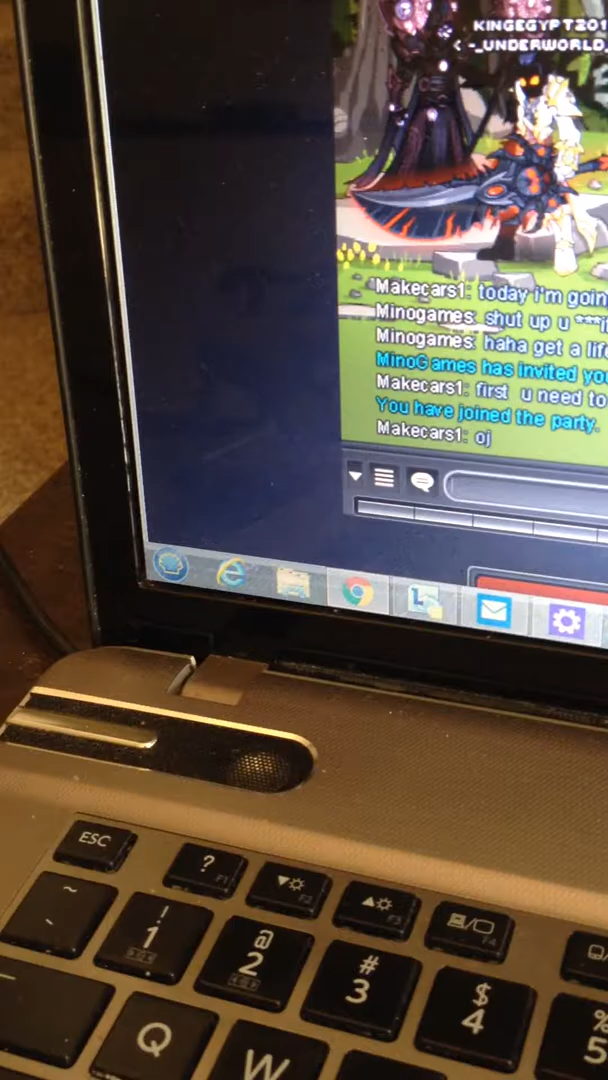 KINGEGYPT201
-_UNDERWORLD_
Makecars1: today i'm goin
Minogames: shut up u ***
Minogames: haha get a life
MinoGames has invited you
Makecars1: first u need to
You have joined the party.
Makecars1: oj
ESC
? F1
F2
F3
F4
~
!
1
@
2
#
3
$
4
%
5
Q
W